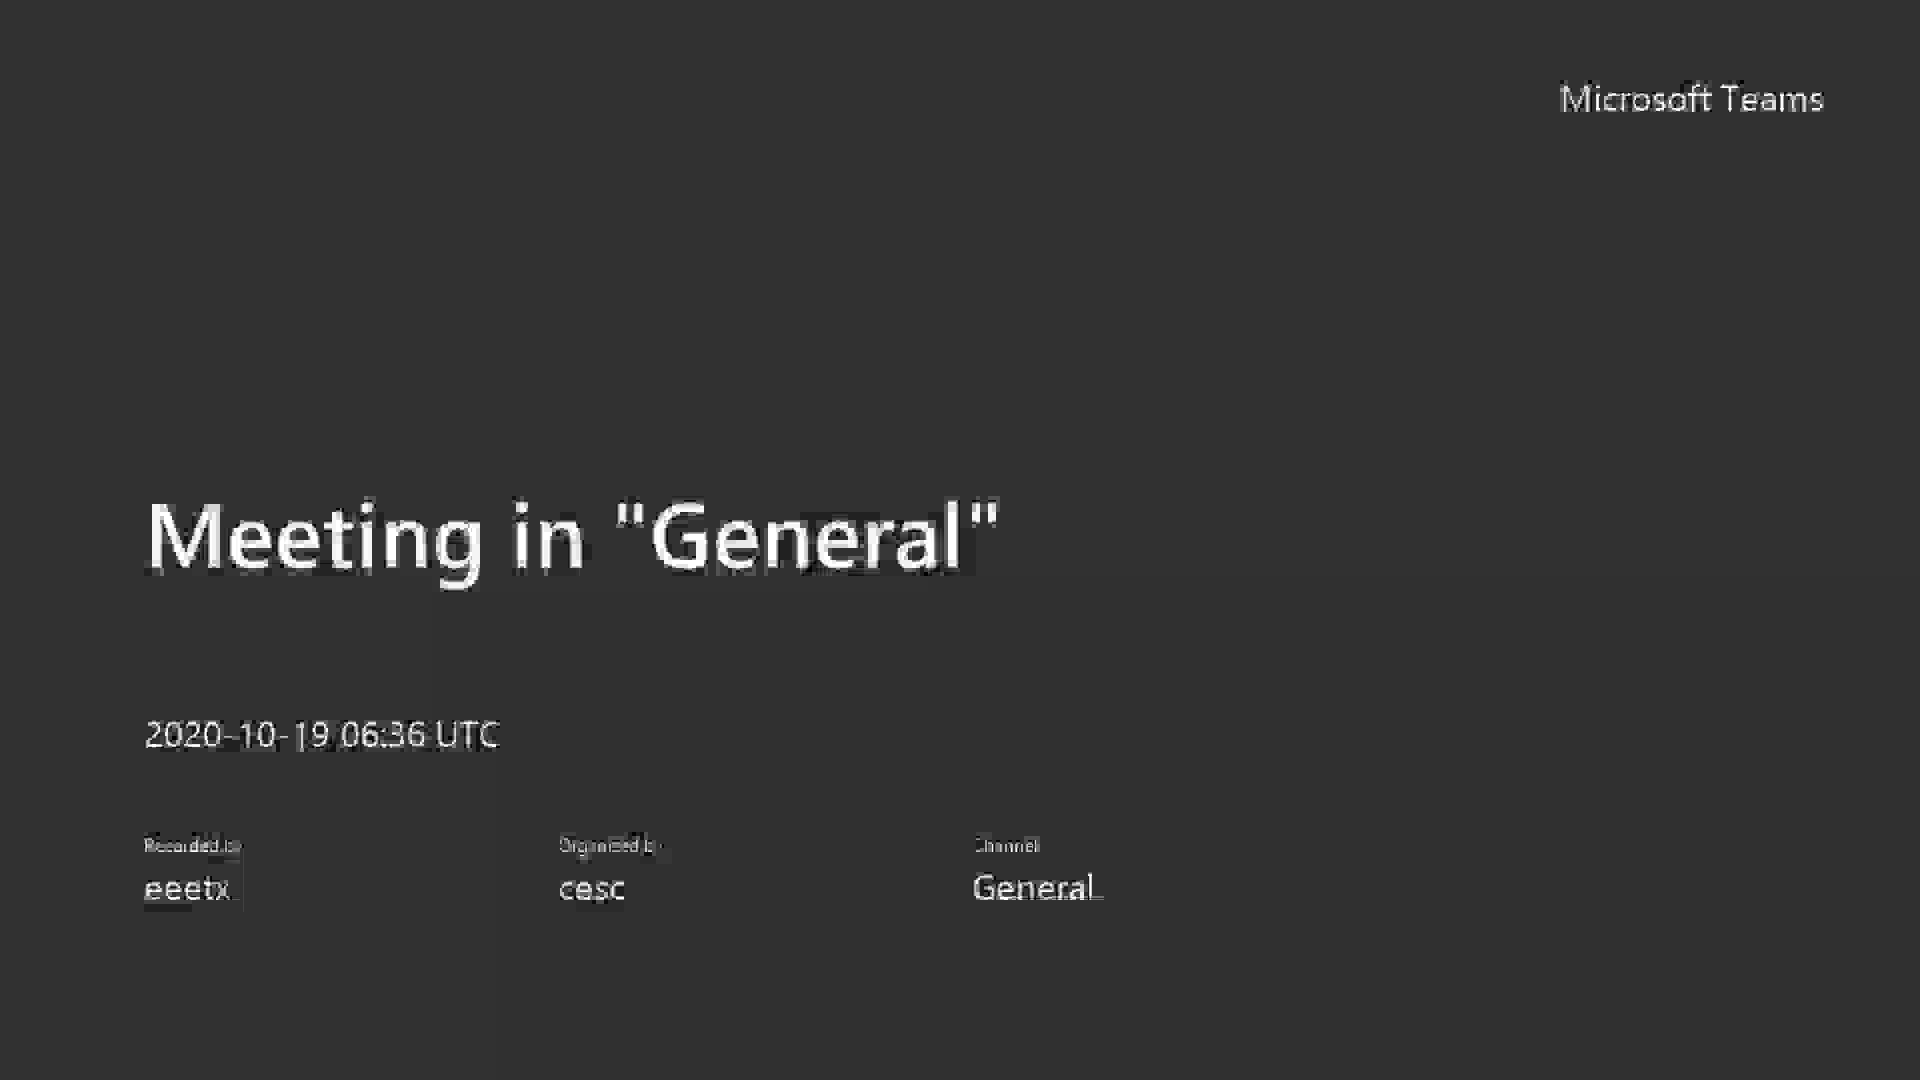 Microsoft Teams
Meeting in "General"
2020-10-19 06:36 UTC
Recorded by
Organized by
Channel
eeetx
cesc
General